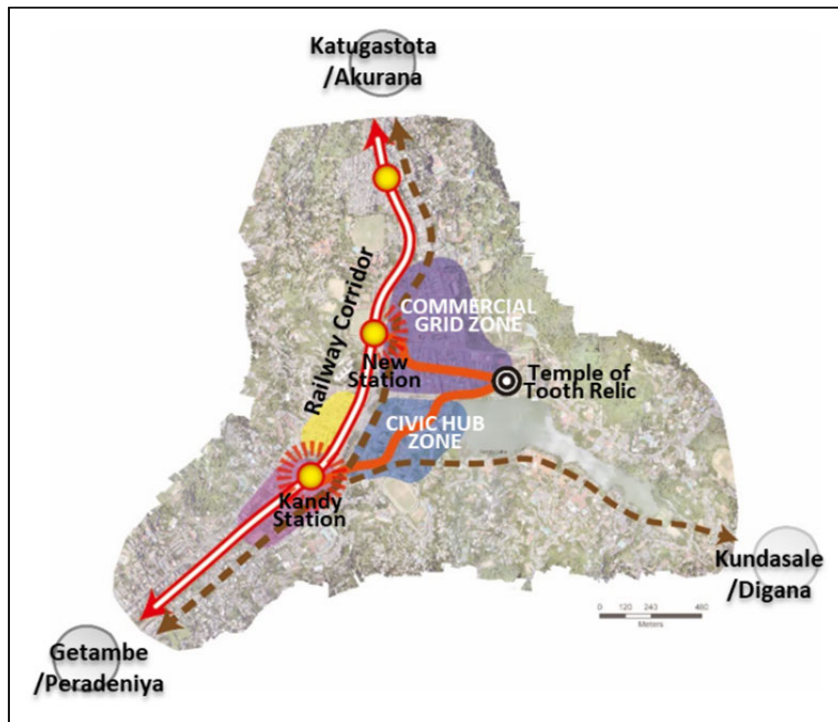 Katugastota
/Akurana
Railway Corridor
COMMERCIAL
GRID ZONE
New
Station
Temple of
Tooth Relic
CIVIC HUB
ZONE
Kandy
Station
Kundasale
/Digana
0 120 240 480
Meters
Getambe
/Peradeniya